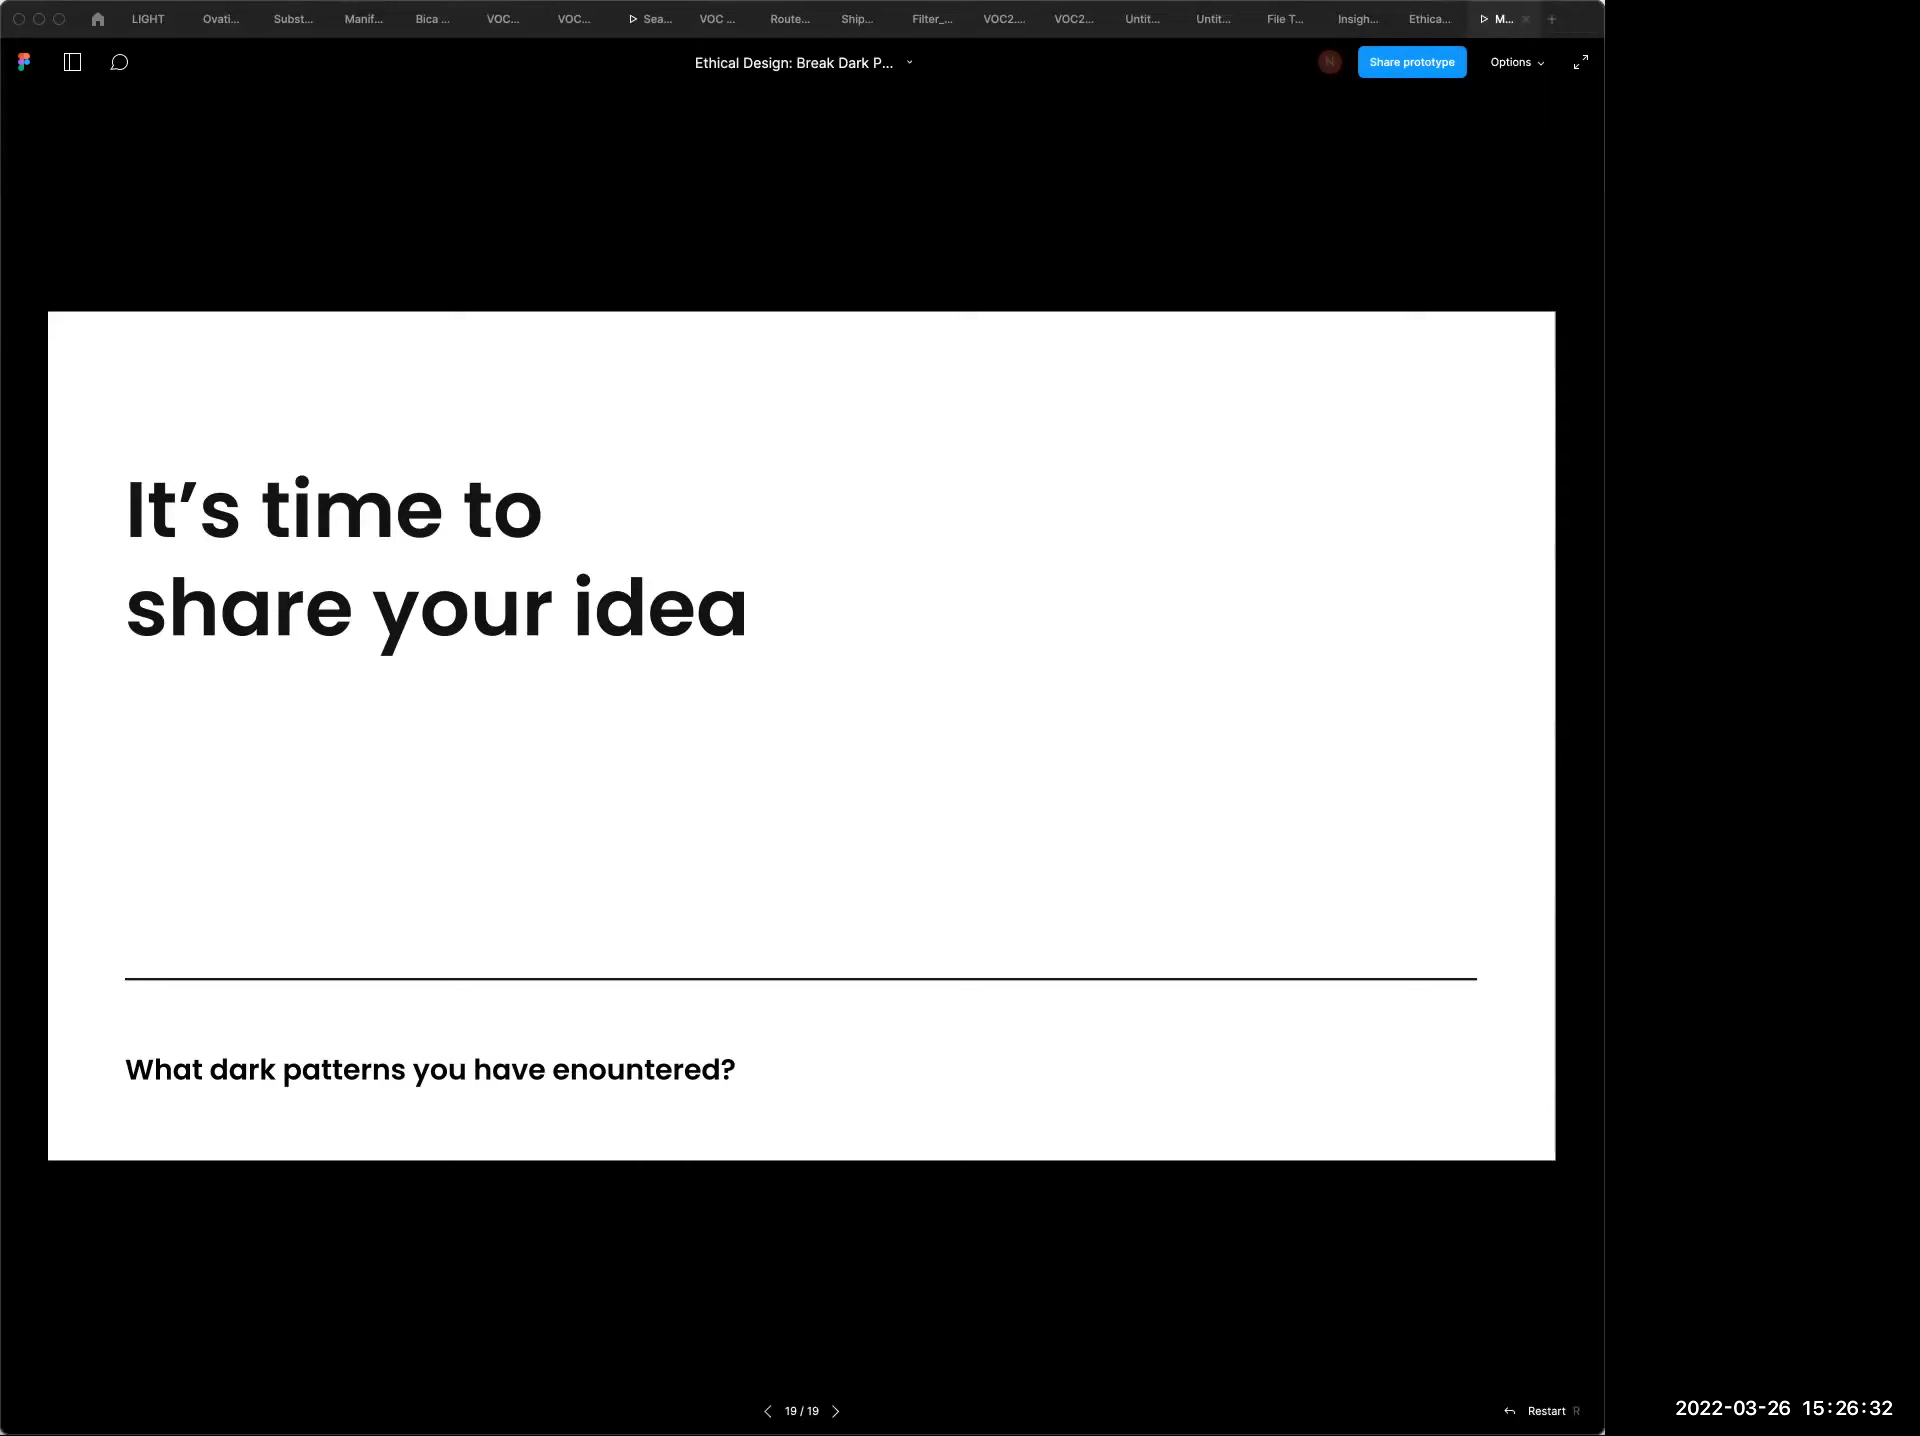 LIGHT Ovati... Subst... Manif... Bica ... VOC... VOC... Sea... VOC ... Route... Ship... Filter_... VOC2.... VOC2... Untit... Untit... File T... Insigh... Ethica... M...
Ethical Design: Break Dark P...
N Share prototype Options
It’s time to
share your idea
What dark patterns you have enountered?
19 / 19
Restart R
2022-03-26 15:26:32